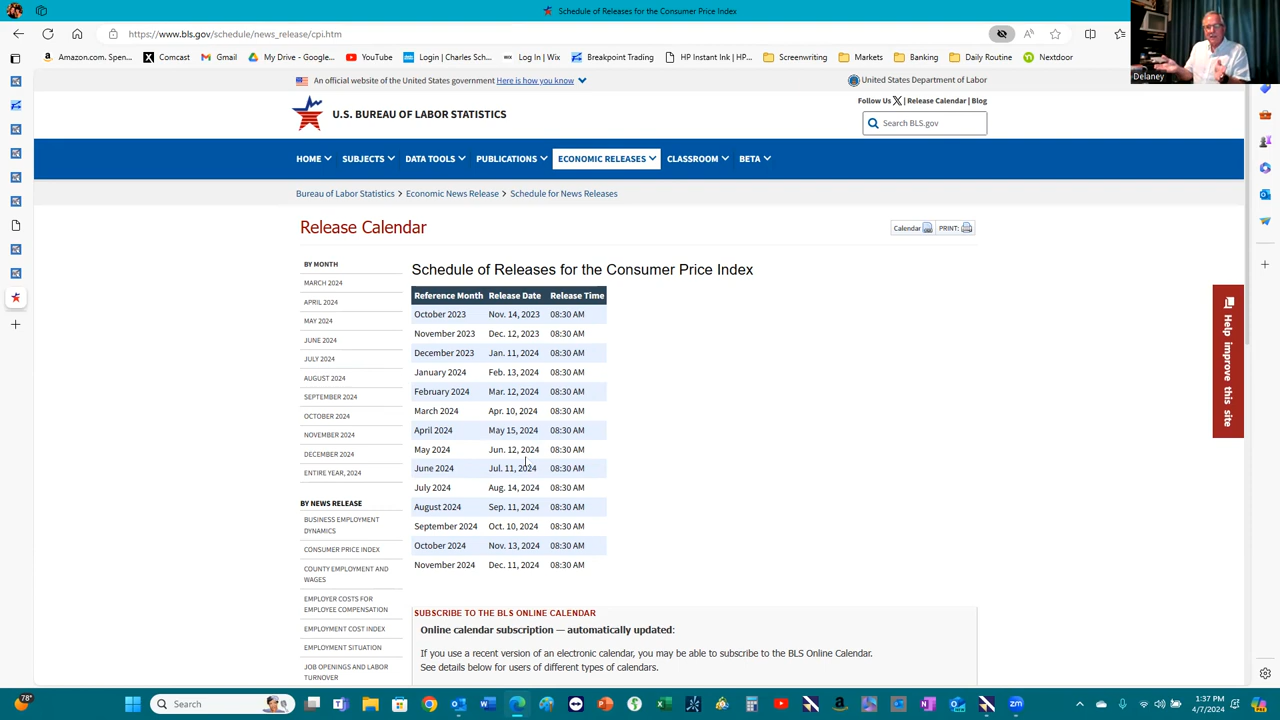 Schedule of Releases for the Consumer Price Index
https://www.bls.gov/schedule/news_release/cpi.htm
Amazon.com. Spen... Comcast Gmail My Drive - Google... YouTube Login | Charles Sch... Log In | Wix Breakpoint Trading HP Instant Ink | HP... Screenwriting Markets Banking Daily Routine Nextdoor
Delaney
An official website of the United States government Here is how you know
United States Department of Labor
Follow Us X | Release Calendar | Blog
U.S. BUREAU OF LABOR STATISTICS
Search BLS.gov
HOME SUBJECTS DATA TOOLS PUBLICATIONS ECONOMIC RELEASES CLASSROOM BETA
Bureau of Labor Statistics > Economic News Release > Schedule for News Releases
Release Calendar
Calendar PRINT:
BY MONTH
MARCH 2024
APRIL 2024
MAY 2024
JUNE 2024
JULY 2024
AUGUST 2024
SEPTEMBER 2024
OCTOBER 2024
NOVEMBER 2024
DECEMBER 2024
ENTIRE YEAR, 2024
BY NEWS RELEASE
BUSINESS EMPLOYMENT
DYNAMICS
CONSUMER PRICE INDEX
COUNTY EMPLOYMENT AND
WAGES
EMPLOYER COSTS FOR
EMPLOYEE COMPENSATION
EMPLOYMENT COST INDEX
EMPLOYMENT SITUATION
JOB OPENINGS AND LABOR
TURNOVER
Schedule of Releases for the Consumer Price Index
Reference Month Release Date Release Time
October 2023 Nov. 14, 2023 08:30 AM
November 2023 Dec. 12, 2023 08:30 AM
December 2023 Jan. 11, 2024 08:30 AM
January 2024 Feb. 13, 2024 08:30 AM
February 2024 Mar. 12, 2024 08:30 AM
March 2024 Apr. 10, 2024 08:30 AM
April 2024 May 15, 2024 08:30 AM
May 2024 Jun. 12, 2024 08:30 AM
June 2024 Jul. 11, 2024 08:30 AM
July 2024 Aug. 14, 2024 08:30 AM
August 2024 Sep. 11, 2024 08:30 AM
September 2024 Oct. 10, 2024 08:30 AM
October 2024 Nov. 13, 2024 08:30 AM
November 2024 Dec. 11, 2024 08:30 AM
SUBSCRIBE TO THE BLS ONLINE CALENDAR
Online calendar subscription — automatically updated:
If you use a recent version of an electronic calendar, you may be able to subscribe to the BLS Online Calendar.
See details below for users of different types of calendars.
Help improve this site
78°
Search
1:37 PM
4/7/2024